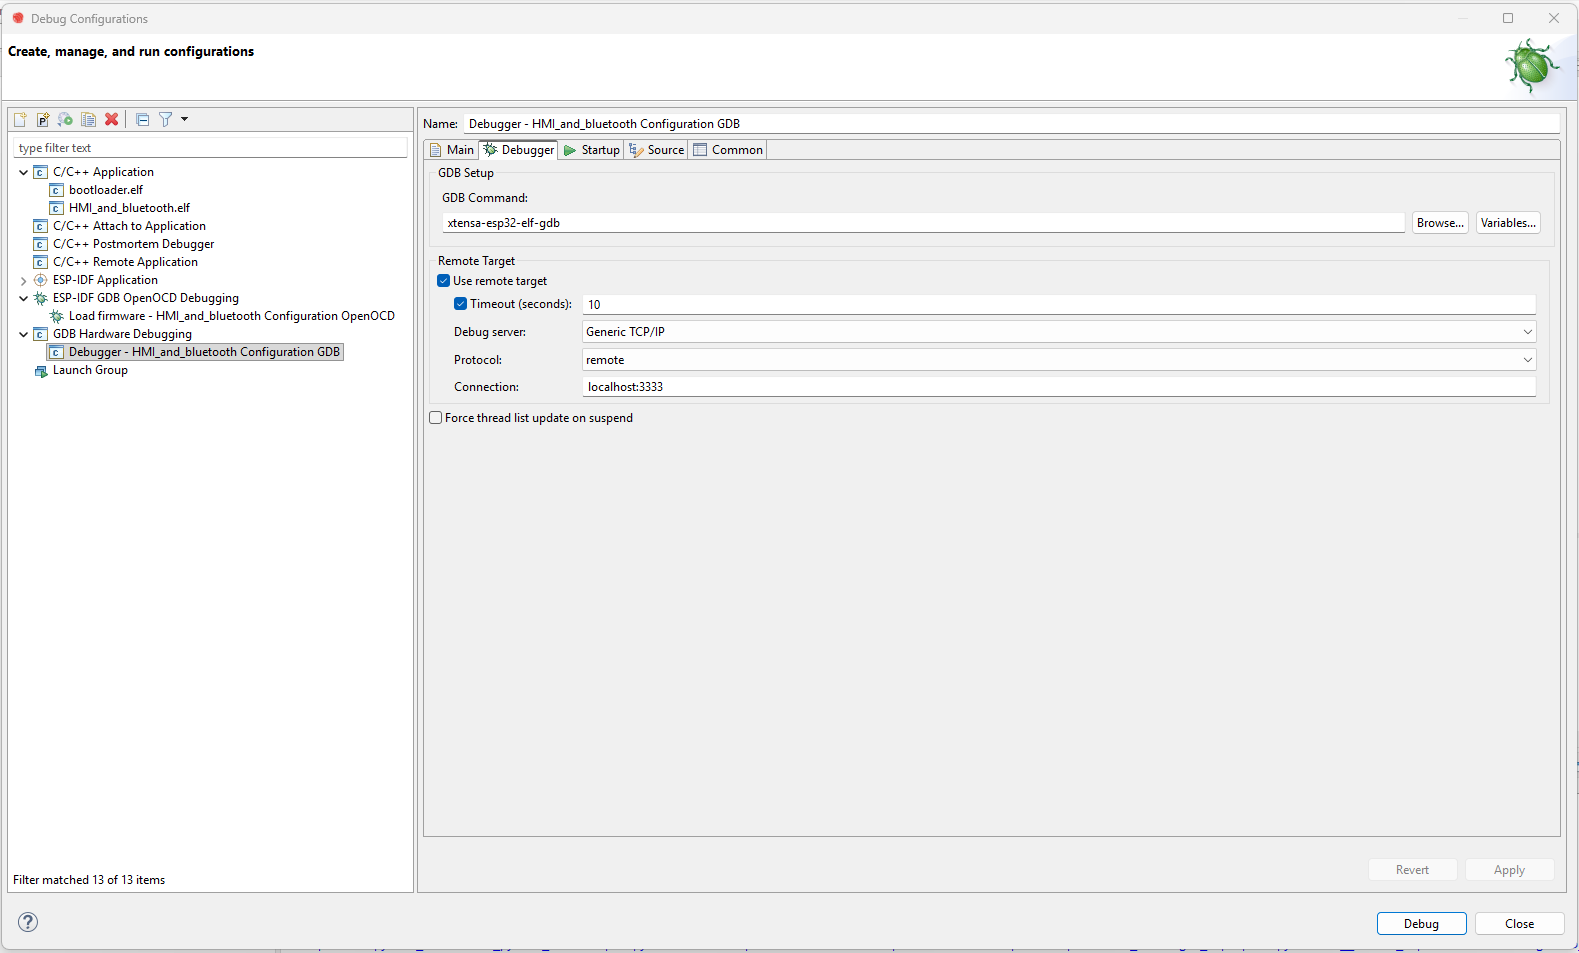 Debug Configurations
Create, manage, and run configurations
type filter text
C/C++ Application
bootloader.elf
HMI_and_bluetooth.elf
C/C++ Attach to Application
C/C++ Postmortem Debugger
C/C++ Remote Application
ESP-IDF Application
ESP-IDF GDB OpenOCD Debugging
Load firmware - HMI_and_bluetooth Configuration OpenOCD
GDB Hardware Debugging
Debugger - HMI_and_bluetooth Configuration GDB
Launch Group
Filter matched 13 of 13 items
Name: Debugger - HMI_and_bluetooth Configuration GDB
Main Debugger Startup Source Common
GDB Setup
GDB Command:
xtensa-esp32-elf-gdb Browse... Variables...
Remote Target
Use remote target
Timeout (seconds): 10
Debug server: Generic TCP/IP
Protocol: remote
Connection: localhost:3333
Force thread list update on suspend
Revert Apply
? Debug Close